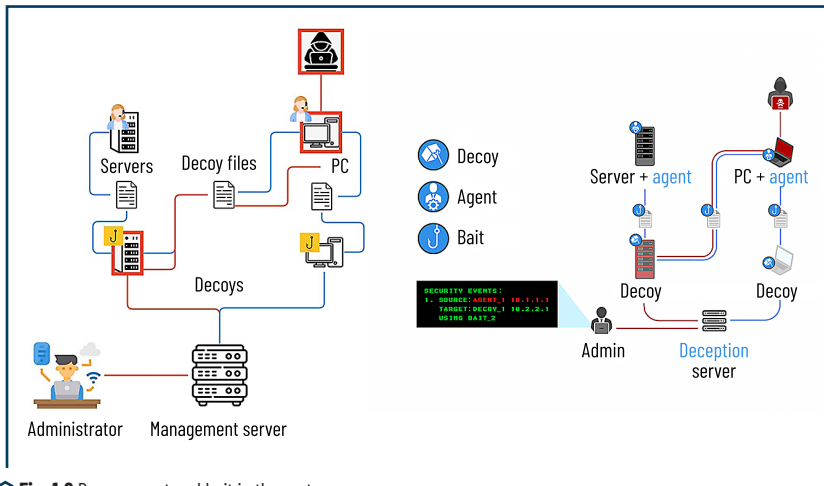 Servers
Decoy files
PC
Decoys
Administrator
Management server
Decoy
Agent
Bait
Server + agent
PC + agent
Decoy
Decoy
SECURITY EVENTS:
1. SOURCE:AGENT_1 10.1.1.1
TARGET:DECOY_1 10.2.2.1
USING BAIT_2
Admin
Deception
server